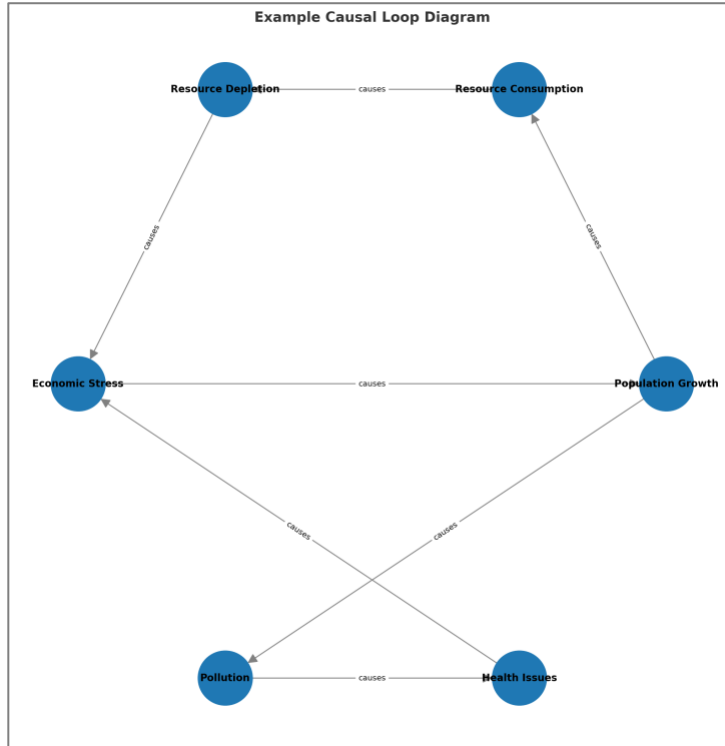 Example Causal Loop Diagram
Resource Depletion
causes
Resource Consumption
causes
causes
Economic Stress
causes
Population Growth
causes
causes
Pollution
causes
Health Issues